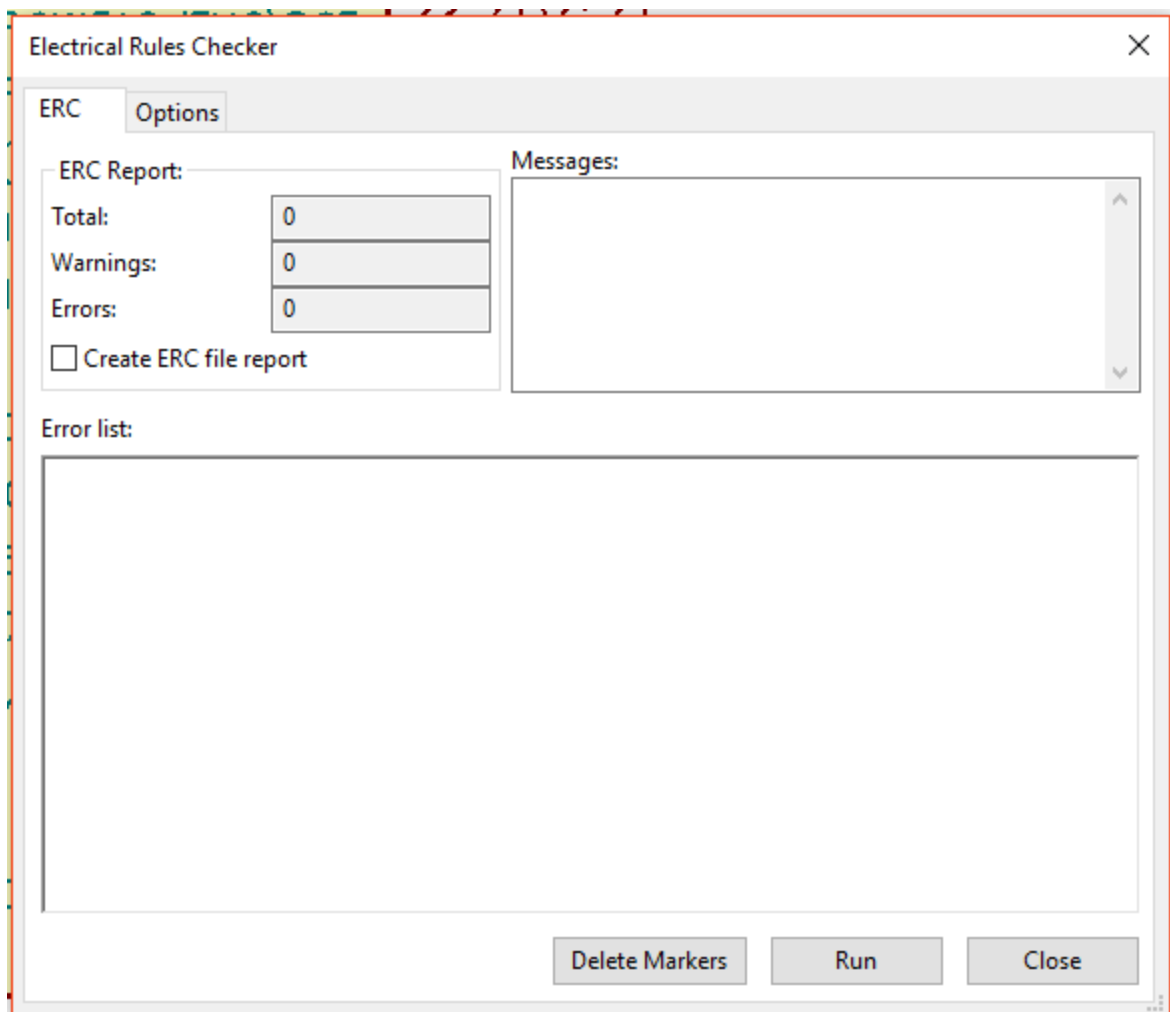 Electrical Rules Checker
ERC
Options
ERC Report:
Messages:
Total:
0
Warnings:
0
Errors:
0
Create ERC file report
Error list:
Delete Markers
Run
Close